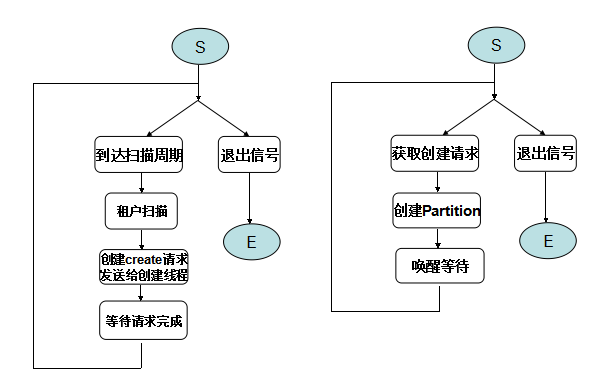 S
到达扫描周期
退出信号
租户扫描
E
创建create请求
发送给创建线程
等待请求完成
S
获取创建请求
退出信号
创建Partition
E
唤醒等待